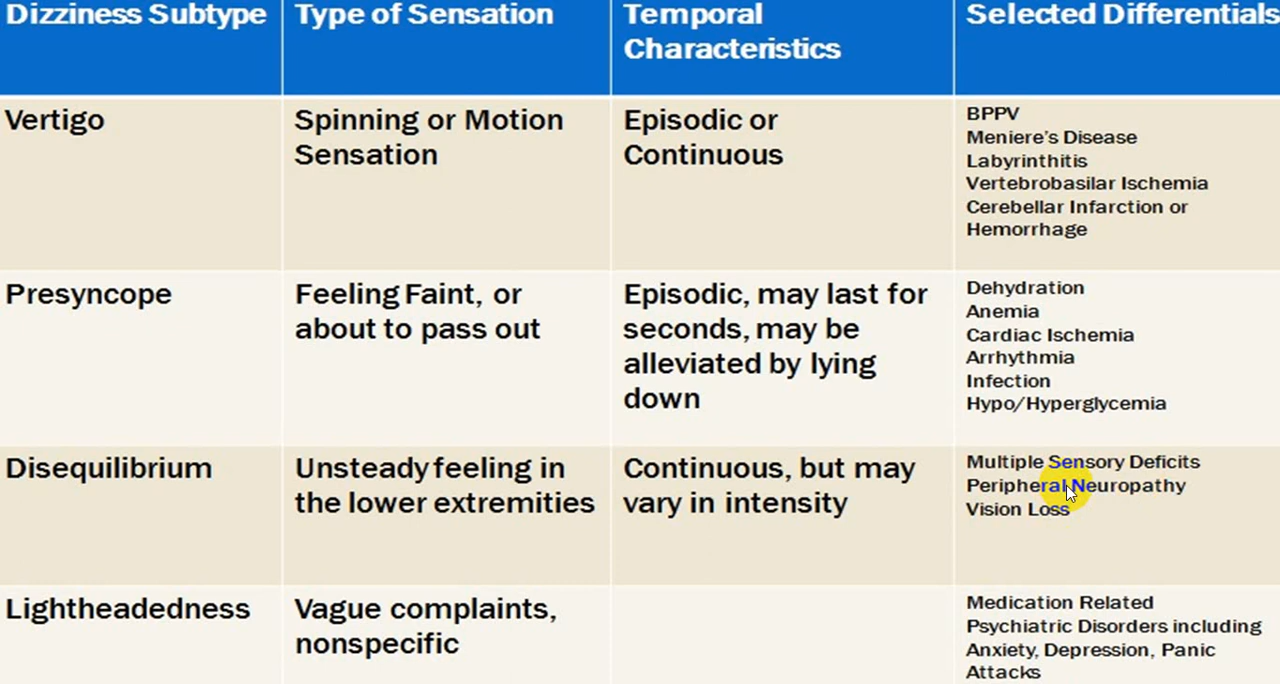 Dizziness Subtype
Type of Sensation
Temporal
Characteristics
Selected Differentials
Vertigo
Spinning or Motion
Sensation
Episodic or
Continuous
BPPV
Meniere's Disease
Labyrinthitis
Vertebrobasilar Ischemia
Cerebellar Infarction or
Hemorrhage
Presyncope
Feeling Faint, or
about to pass out
Episodic, may last for
seconds, may be
alleviated by lying
down
Dehydration
Anemia
Cardiac Ischemia
Arrhythmia
Infection
Hypo/Hyperglycemia
Disequilibrium
Unsteady feeling in
the lower extremities
Continuous, but may
vary in intensity
Multiple Sensory Deficits
Peripheral Neuropathy
Vision Loss
Lightheadedness
Vague complaints,
nonspecific
Medication Related
Psychiatric Disorders including
Anxiety, Depression, Panic
Attacks